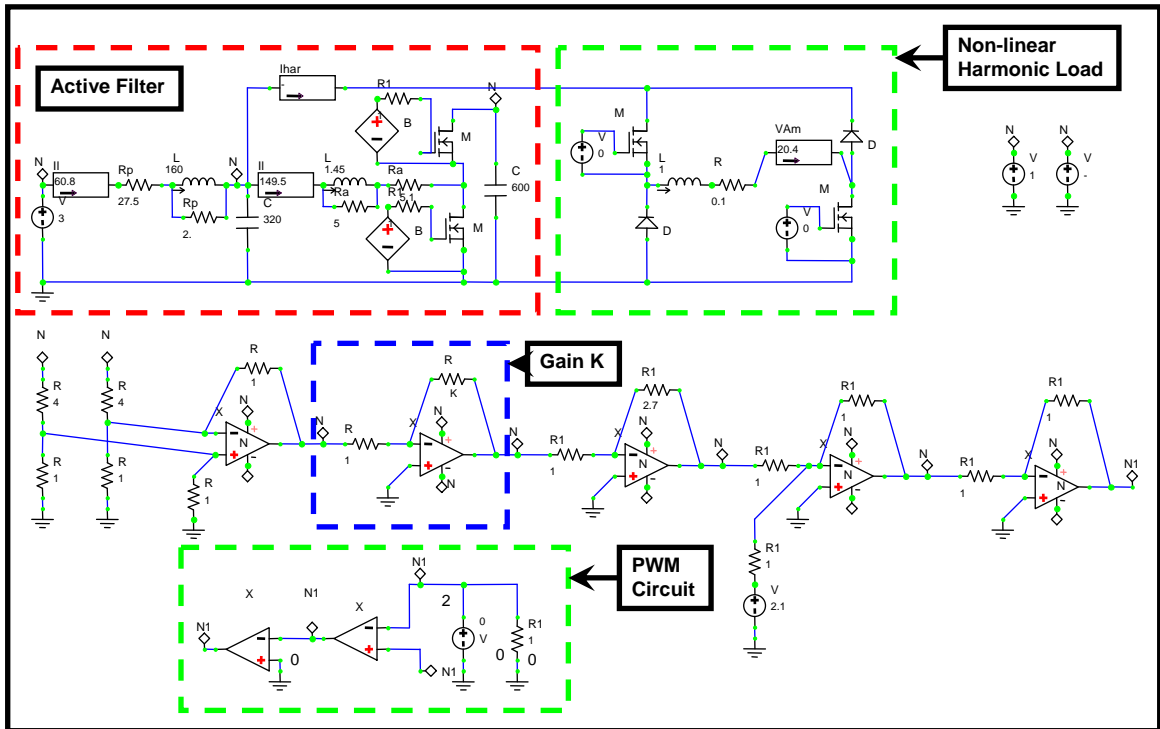 Active Filter
Ihar
-
R1
B
M
N
C
600
N
Il
60.8
V
3
Rp
27.5
L
160
Rp
2.
N
C
320
Il
149.5
L
1.45
Ra
5
Ra
5.1
R1
B
M
Non-linear
Harmonic Load
V
0
M
L
1
R
0.1
VAm
20.4
D
V
0
M
D
N
V
1
N
V
-
N
R
4
R
1
N
R
4
R
1
R
1
X
N
N
N
R
1
Gain K
N
R
1
R
K
X
N
N
N
N
R1
1
R1
2.7
X
N
N
R1
1
R1
1
X
N
R1
1
V
2.1
N
R1
1
R1
1
X
N
N1
PWM
Circuit
N1
X
0
N1
X
N1
2
0
V
R1
1
0
0
N1